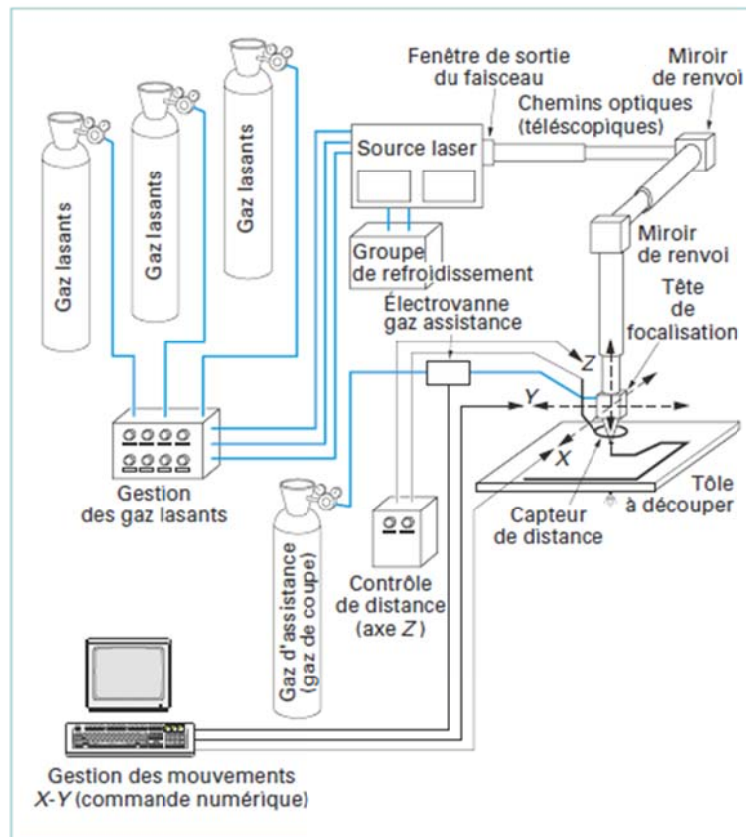 Fenêtre de sortie
du faisceau
Miroir
de renvoi
Chemins optiques
(téléscopiques)
Source laser
Gaz lasants
Gaz lasants
Gaz lasants
Groupe
de refroidissement
Miroir
de renvoi
Électrovanne
gaz assistance
Tête
de
focalisation
Z
Y
X
Gestion
des gaz lasants
Tôle
à découper
Capteur
de distance
Contrôle
de distance
(axe Z)
Gaz d'assistance
(gaz de coupe)
Gestion des mouvements
X-Y (commande numérique)